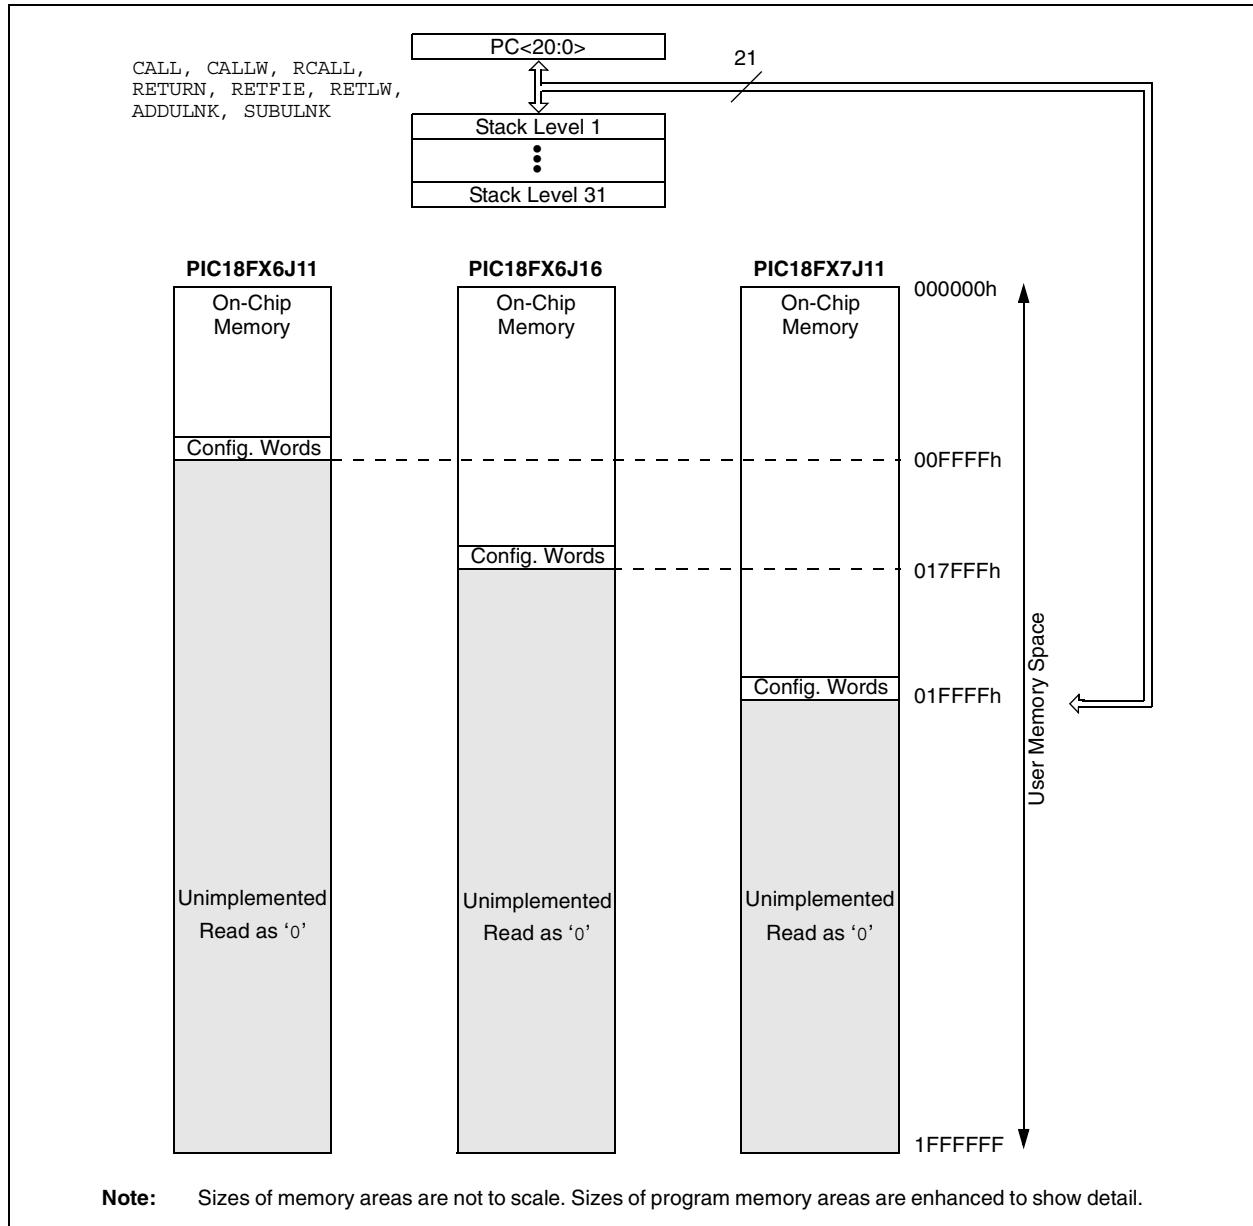 PC<20:0>
21
CALL, CALLW, RCALL,
RETURN, RETFIE, RETLW,
ADDULNK, SUBULNK
Stack Level 1
Stack Level 31
PIC18FX6J11
PIC18FX6J16
PIC18FX7J11
On-Chip
Memory
On-Chip
Memory
On-Chip
Memory
000000h
Config. Words
00FFFFh
Config. Words
017FFFh
Config. Words
01FFFFh
User Memory Space
Unimplemented
Read as ‘0’
Unimplemented
Read as ‘0’
Unimplemented
Read as ‘0’
1FFFFFF
Note: Sizes of memory areas are not to scale. Sizes of program memory areas are enhanced to show detail.